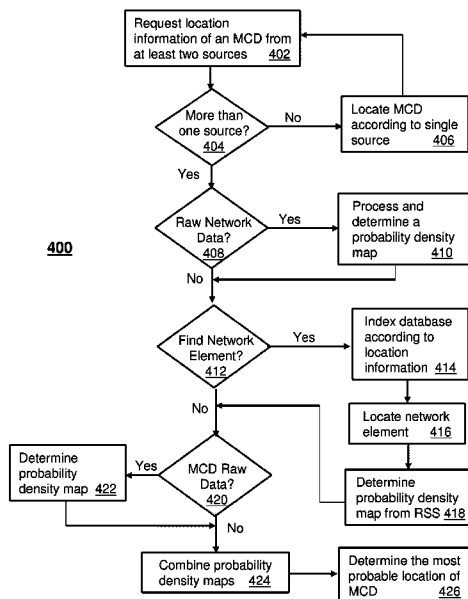 Request location
information of an MCD from
at least two sources 402
More than
one source?
404
No
Locate MCD
according to single
source 406
Yes
400
Raw Network
Data?
408
Yes
Process and
determine a
probability density
map 410
No
Find Network
Element?
412
Yes
Index database
according to
location
information 414
No
Locate network
element 416
Determine
probability
density map 422
Yes
MCD Raw
Data?
420
Determine
probability density
map from RSS 418
No
Combine probability
density maps 424
Determine the most
probable location of
MCD 426